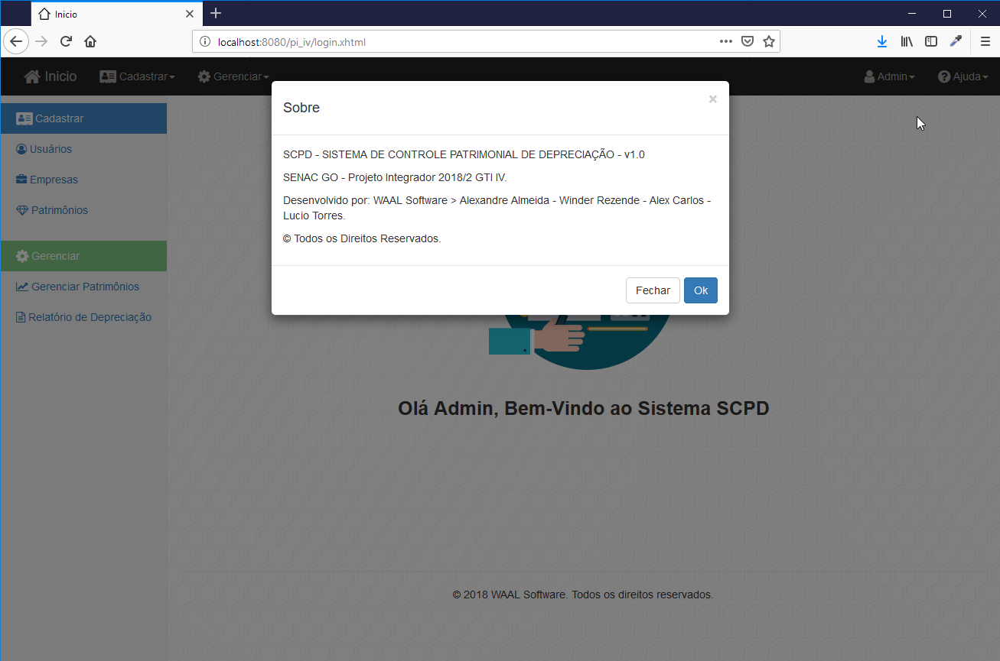 Inicio
localhost:8080/pi_iv/login.xhtml
Inicio Cadastrar Gerenciar Admin Ajuda
Cadastrar
Usuários
Empresas
Patrimônios
Gerenciar
Gerenciar Patrimônios
Relatório de Depreciação
Sobre ×
SCPD - SISTEMA DE CONTROLE PATRIMONIAL DE DEPRECIAÇÃO - v1.0
SENAC GO - Projeto Integrador 2018/2 GTI IV.
Desenvolvido por: WAAL Software > Alexandre Almeida - Winder Rezende - Alex Carlos -
Lucio Torres.
© Todos os Direitos Reservados.
Fechar Ok
Olá Admin, Bem-Vindo ao Sistema SCPD
© 2018 WAAL Software. Todos os direitos reservados.